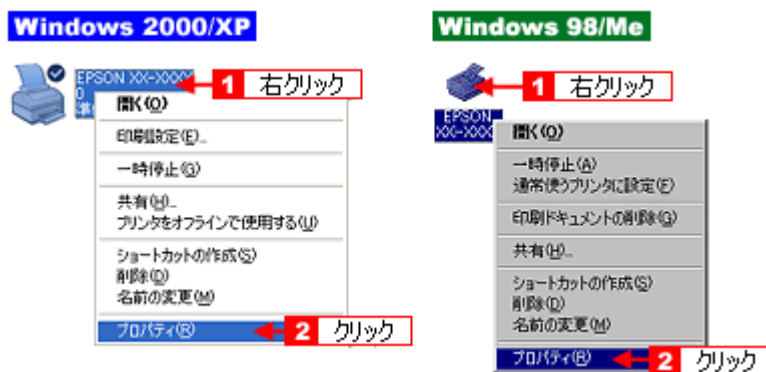 Windows 2000/XP
EPSON XX-XXXX
0
準
1 右クリック
開く(O)
印刷設定(F)...
一時停止(G)
共有(H)...
プリンタをオフラインで使用する(U)
ショートカットの作成(S)
削除(D)
名前の変更(M)
プロパティ(R)
2 クリック
Windows 98/Me
1 右クリック
EPSON
XX-XXX
開く(O)
一時停止(A)
通常使うプリンタに設定(F)
印刷ドキュメントの削除(G)
共有(H)...
ショートカットの作成(S)
削除(D)
名前の変更(M)
プロパティ(R)
2 クリック